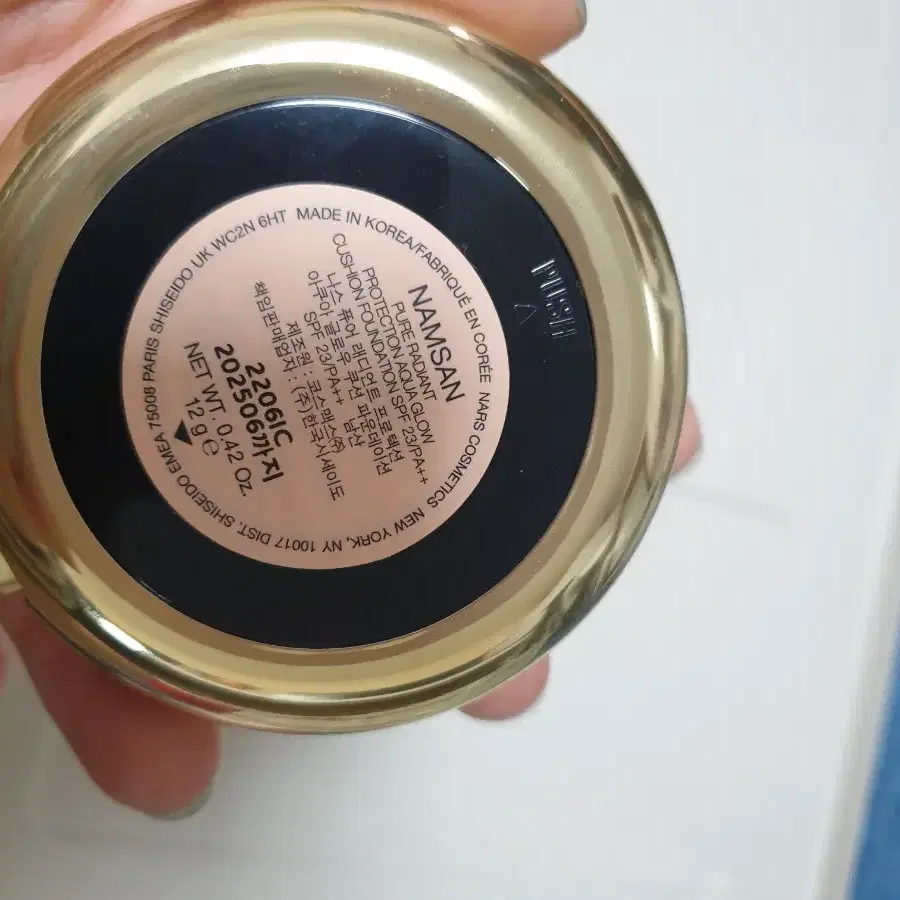 NAMSAN
PURE RADIANT
PROTECTION AQUA GLOW
CUSHION FOUNDATION SPF 23/PA++
나스 퓨어 래디언트 프로텍션
아쿠아 글로우 쿠션 파운데이션 남산
SPF 23/PA++
제조원 : 코스맥스(주)
책임판매업자 : (주)한국시세이도
2206IC
202506까지
NET WT. 0.42 Oz.
12 g ℮
MADE IN KOREA/FABRIQUÉ EN CORÉE NARS COSMETICS NEW YORK, NY 10017 DIST. SHISEIDO EMEA 75008 PARIS SHISEIDO UK WC2N 6HT
PUSH